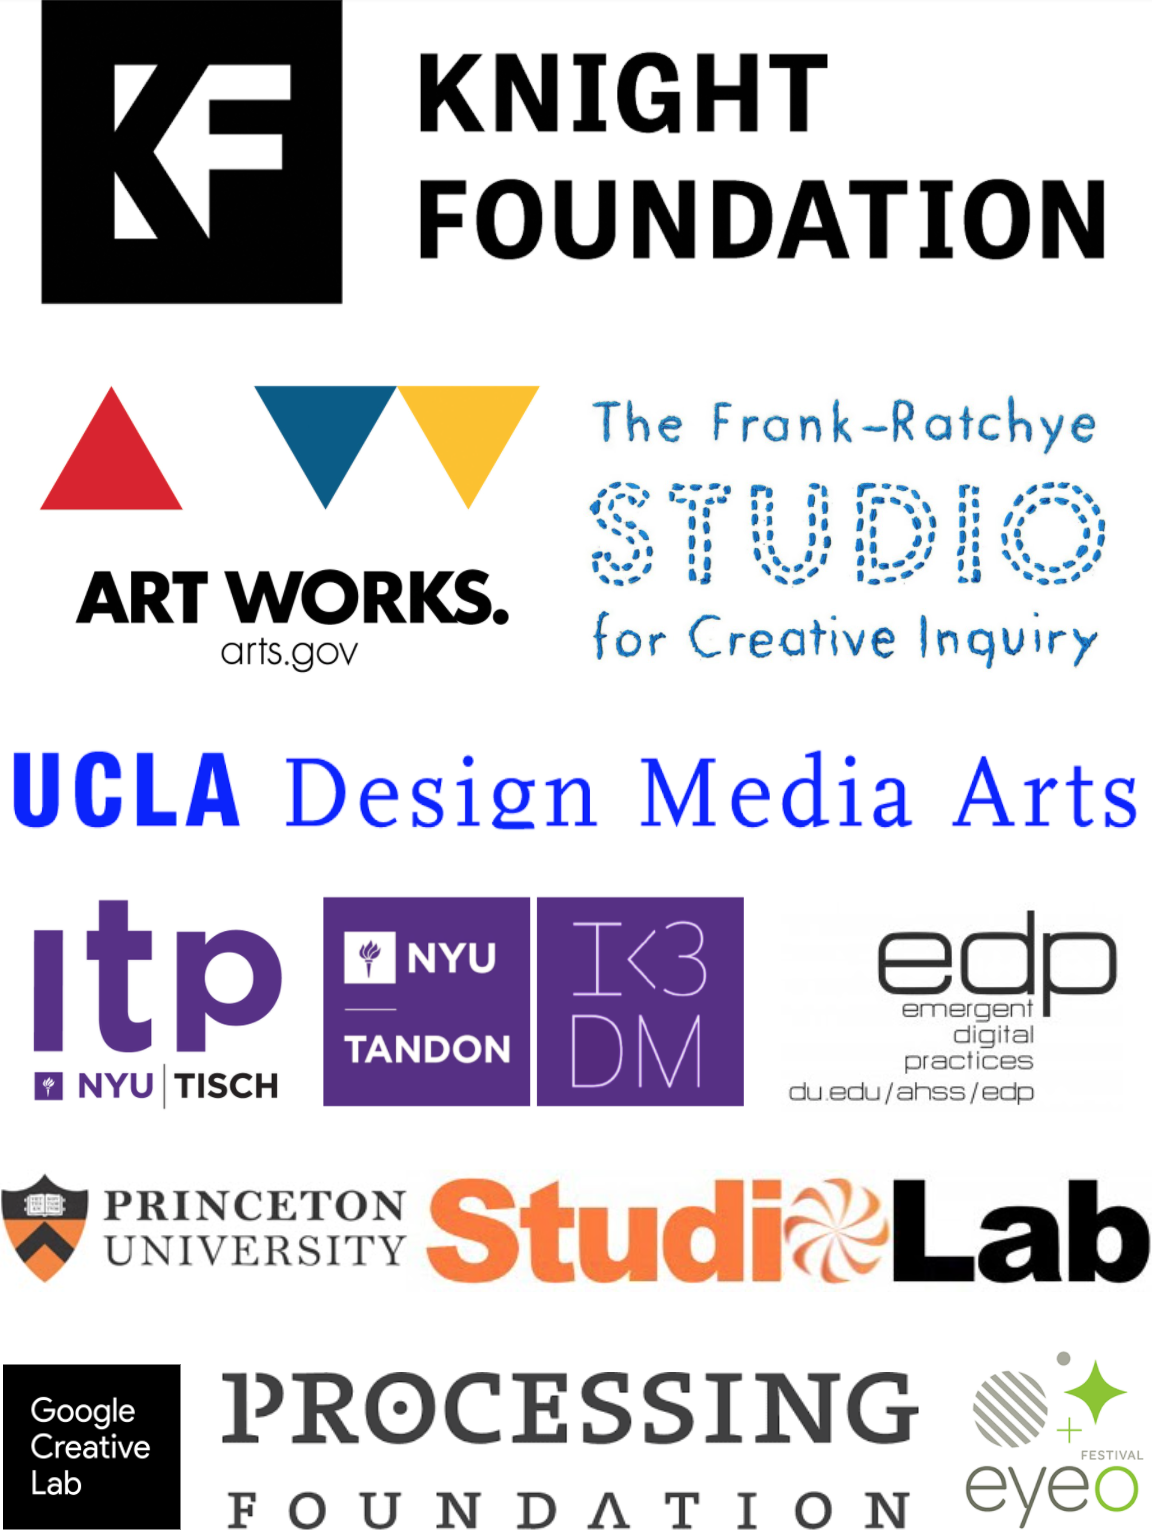 KF
KNIGHT
FOUNDATION
ART WORKS.
arts.gov
The Frank-Ratchye
STUDIO
for Creative Inquiry
UCLA Design Media Arts
itp
NYU | TISCH
NYU
TANDON
I<3
DM
edp
emergent
digital
practices
du.edu/ahss/edp
PRINCETON
UNIVERSITY
StudioLab
Google
Creative
Lab
PROCESSING
FOUNDATION
FESTIVAL
eyeo